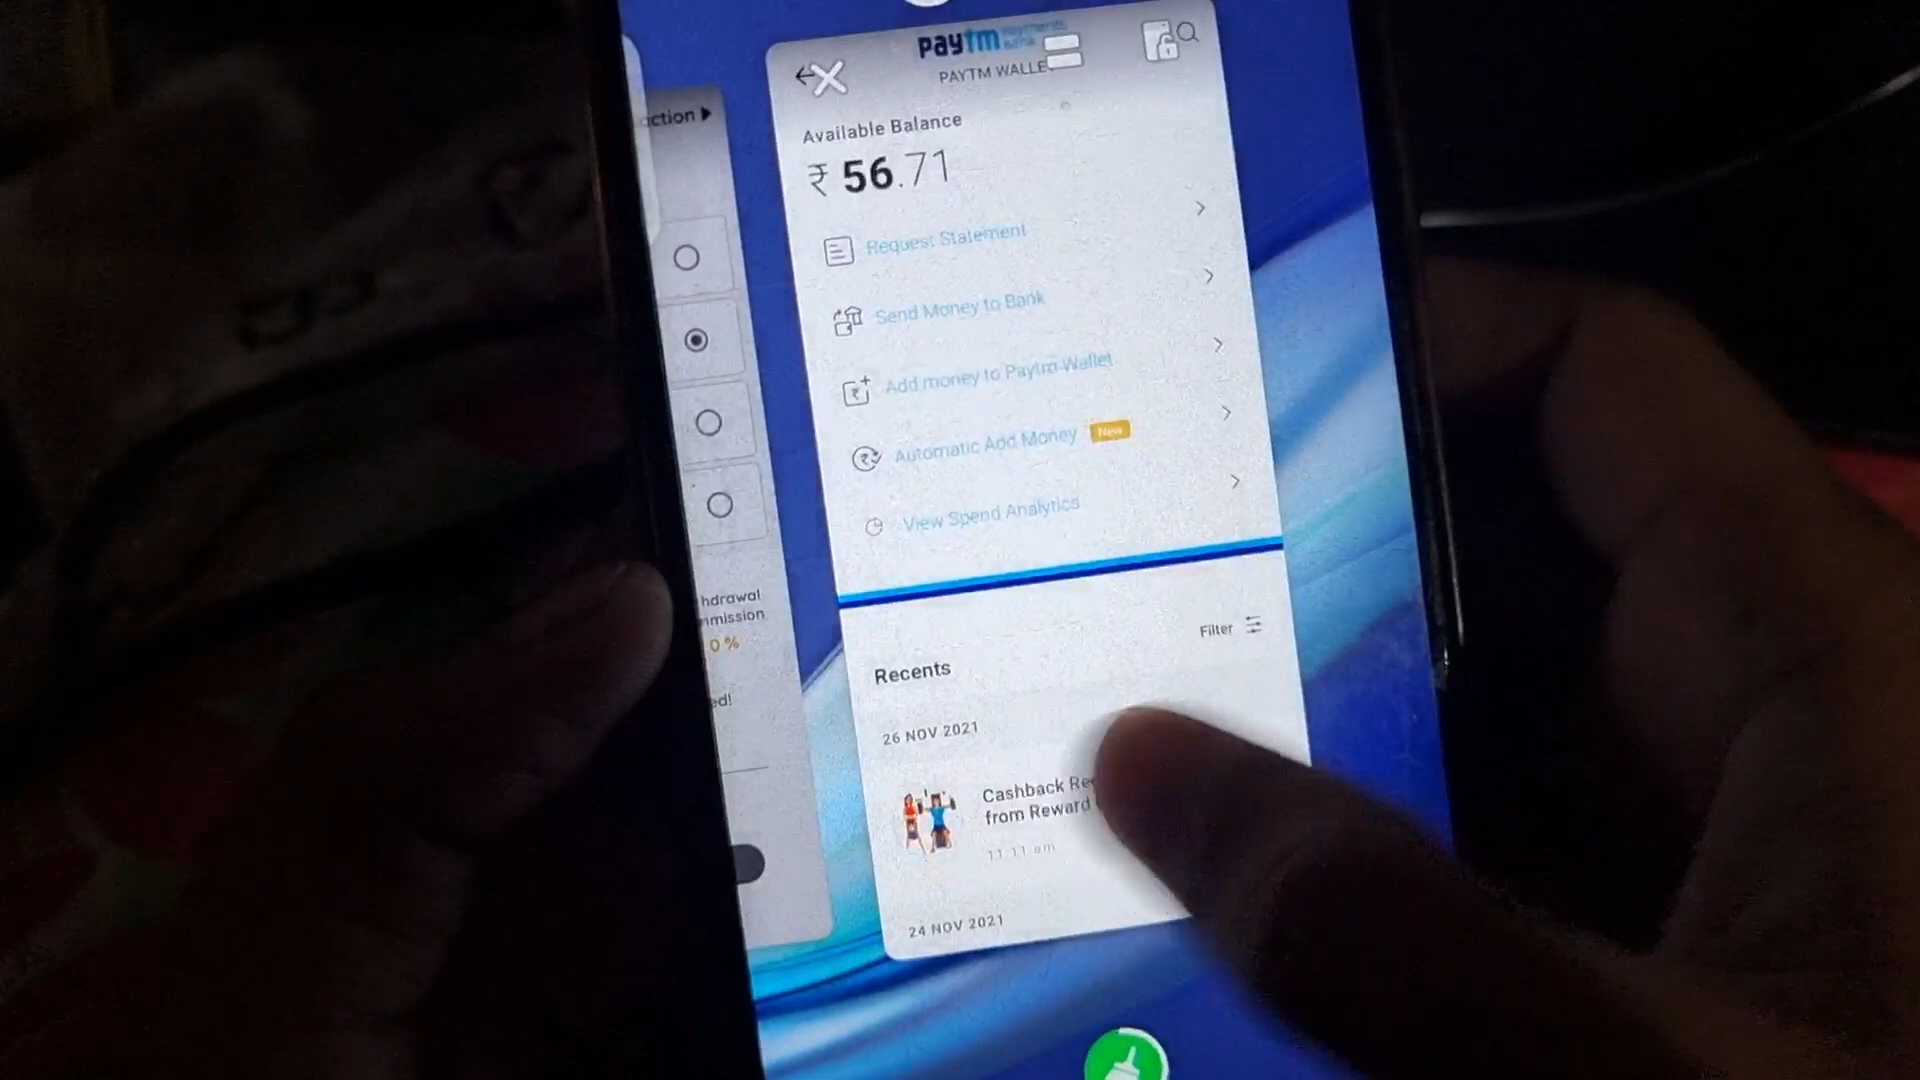 paytm payments bank
PAYTM WALLE
ction
Available Balance
₹ 56.71
Request Statement
Send Money to Bank
Add money to Paytm Wallet
Automatic Add Money New
View Spend Analytics
hdrawal
mission
0 %
ed!
Filter
Recents
26 NOV 2021
Cashback Re
from Reward
11:11 am
24 NOV 2021